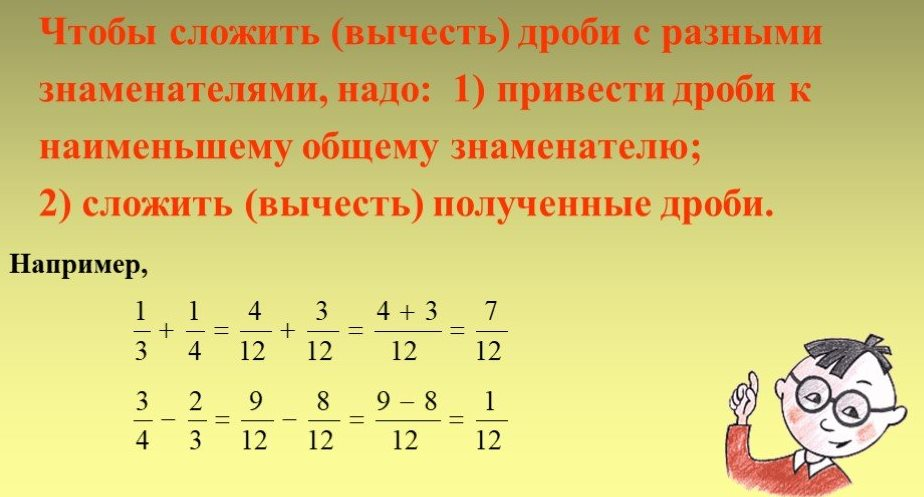 Чтобы сложить (вычесть) дроби с разными
знаменателями, надо: 1) привести дроби к
наименьшему общему знаменателю;
2) сложить (вычесть) полученные дроби.
Например,
1/3 + 1/4 = 4/12 + 3/12 = (4 + 3)/12 = 7/12
3/4 − 2/3 = 9/12 − 8/12 = (9 − 8)/12 = 1/12